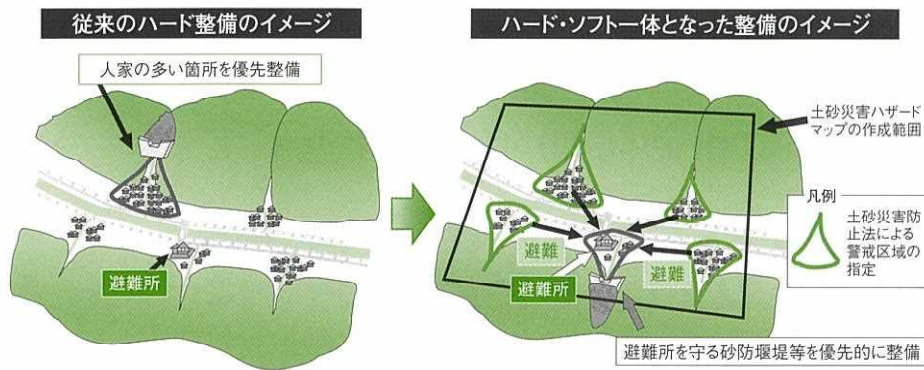 従来のハード整備のイメージ
人家の多い箇所を優先整備
避難所
ハード・ソフト一体となった整備のイメージ
土砂災害ハザード
マップの作成範囲
凡例
土砂災害防
止法による
警戒区域の
指定
避難
避難
避難所
避難所を守る砂防堰堤等を優先的に整備